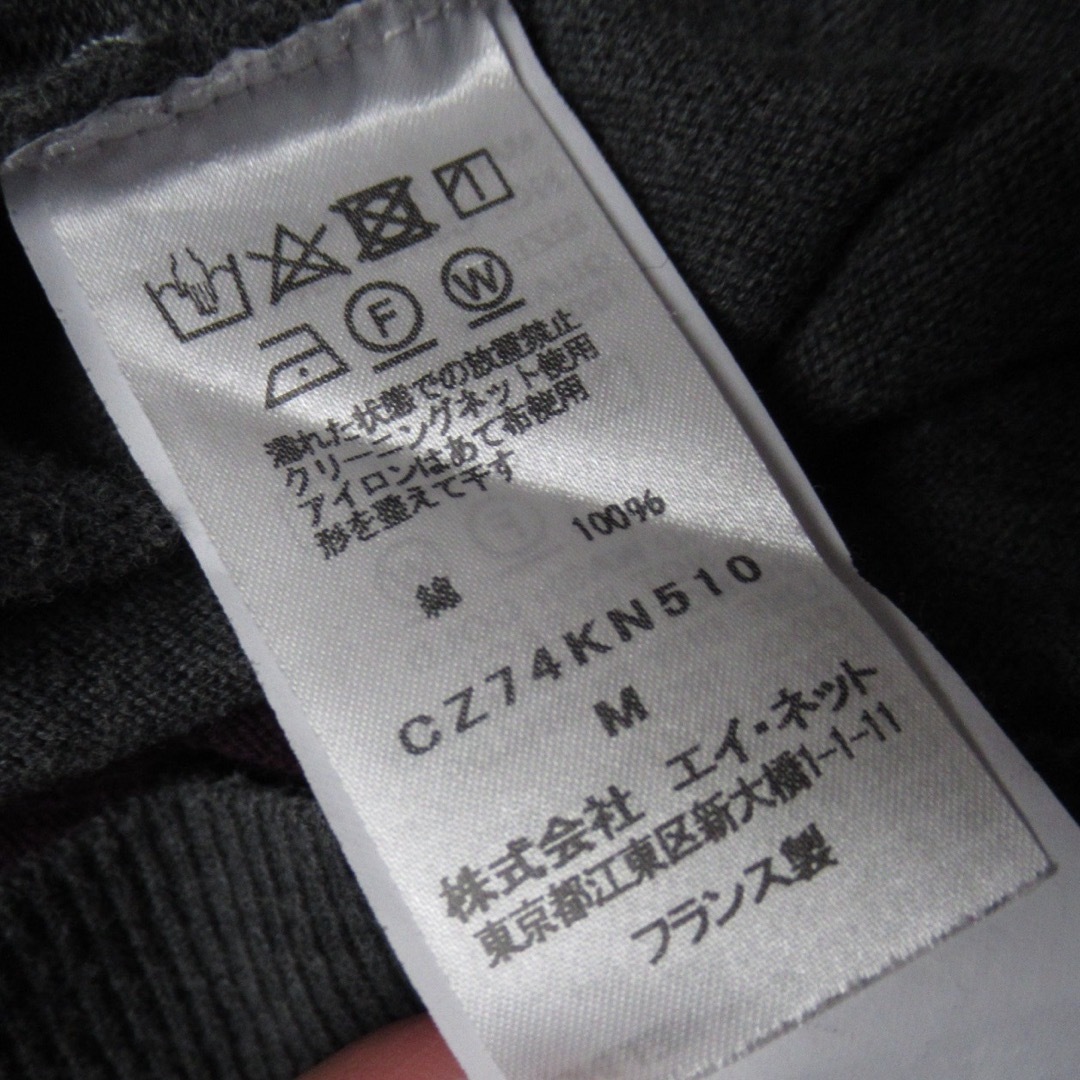 F W
濡れた状態での放置禁止
クリーニングネット使用
アイロンはあて布使用
形を整えて干す
綿 100%
CZ74KN510
M
株式会社 エイ・ネット
東京都江東区新大橋1-1-11
フランス製